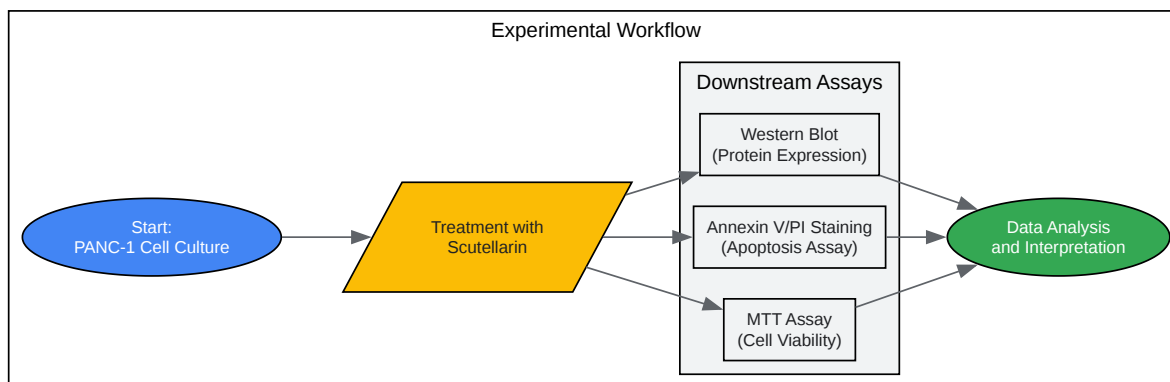 Experimental Workflow
Downstream Assays
Start:
PANC-1 Cell Culture
Treatment with
Scutellarin
Western Blot
(Protein Expression)
Annexin V/PI Staining
(Apoptosis Assay)
MTT Assay
(Cell Viability)
Data Analysis
and Interpretation